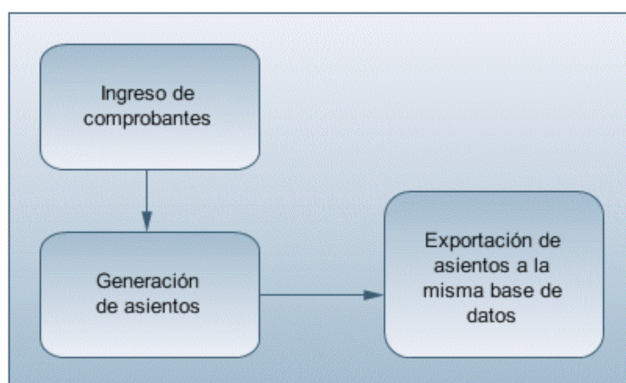 Ingreso de
comprobantes
Generación
de asientos
Exportación de
asientos a la
misma base de
datos